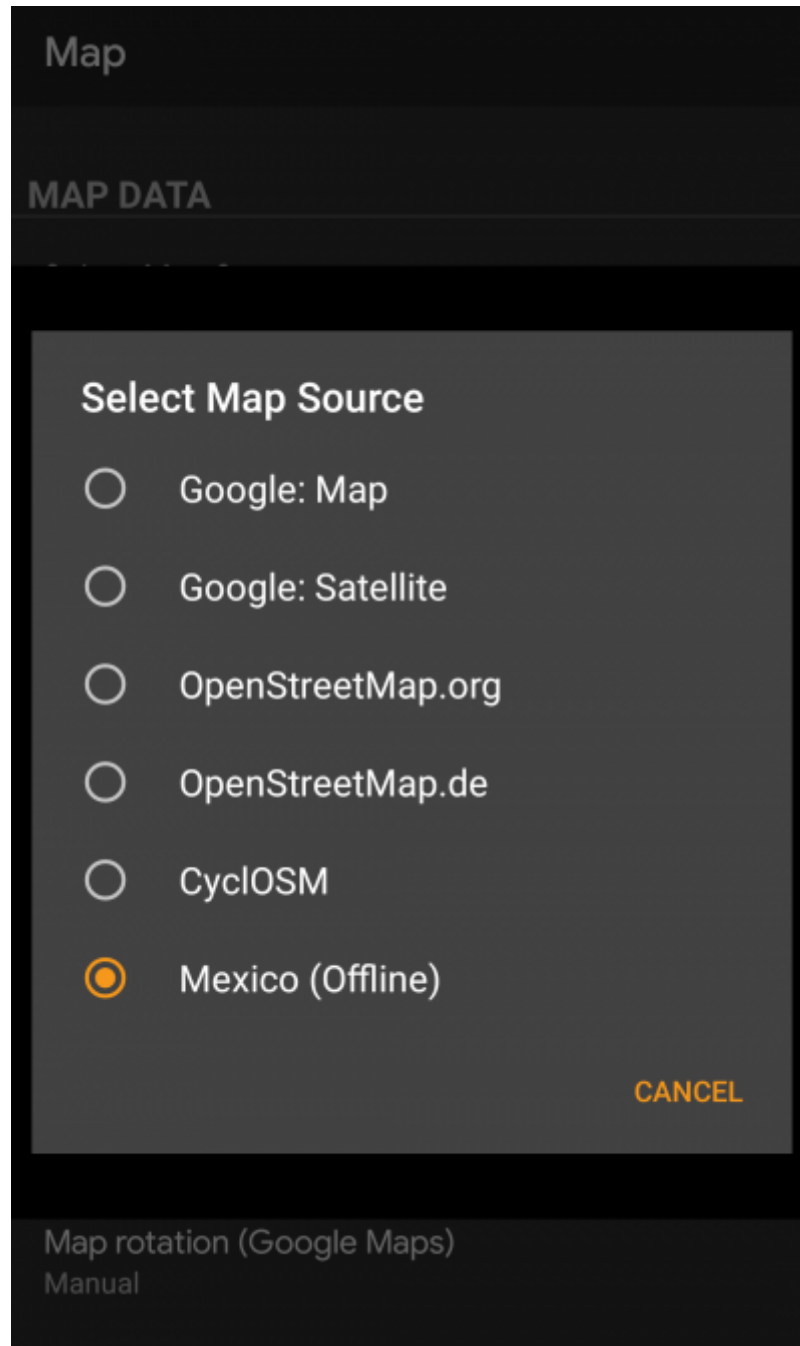 Map
MAP DATA
Select Map Source
Google: Map
Google: Satellite
OpenStreetMap.org
OpenStreetMap.de
CyclOSM
Mexico (Offline)
CANCEL
Map rotation (Google Maps)
Manual